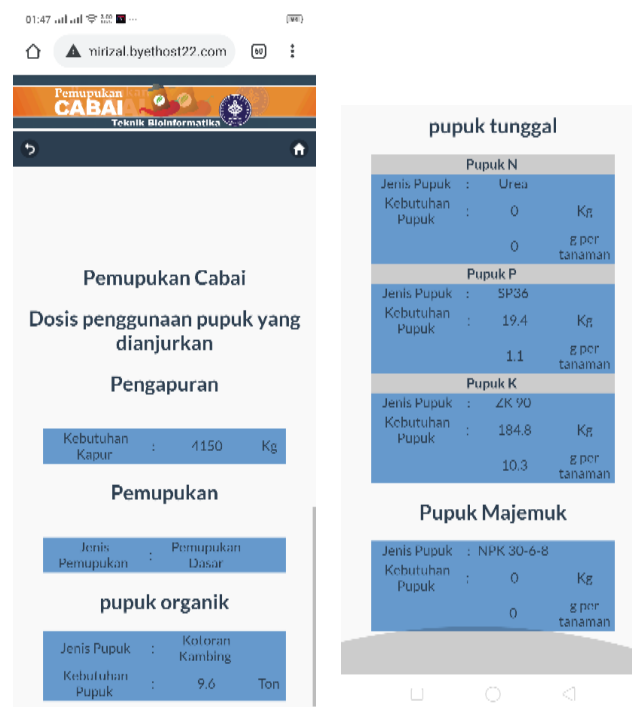 01:47
nirizal.byethost22.com
60
Pemupukan
CABAI
Teknik Bioinformatika
Pemupukan Cabai
Dosis penggunaan pupuk yang
dianjurkan
Pengapuran
Kebutuhan
Kapur : 4150 Kg
Pemupukan
Jenis
Pemupukan : Pemupukan
Dasar
pupuk organik
Jenis Pupuk : Kotoran
Kambing
Kebutuhan
Pupuk : 9.6 Ton
pupuk tunggal
Pupuk N
Jenis Pupuk : Urea
Kebutuhan
Pupuk : 0 Kg
0 g per
tanaman
Pupuk P
Jenis Pupuk : SP36
Kebutuhan
Pupuk : 19.4 Kg
1.1 g per
tanaman
Pupuk K
Jenis Pupuk : ZK 90
Kebutuhan
Pupuk : 184.8 Kg
10.3 g per
tanaman
Pupuk Majemuk
Jenis Pupuk : NPK 30-6-8
Kebutuhan
Pupuk : 0 Kg
0 g per
tanaman